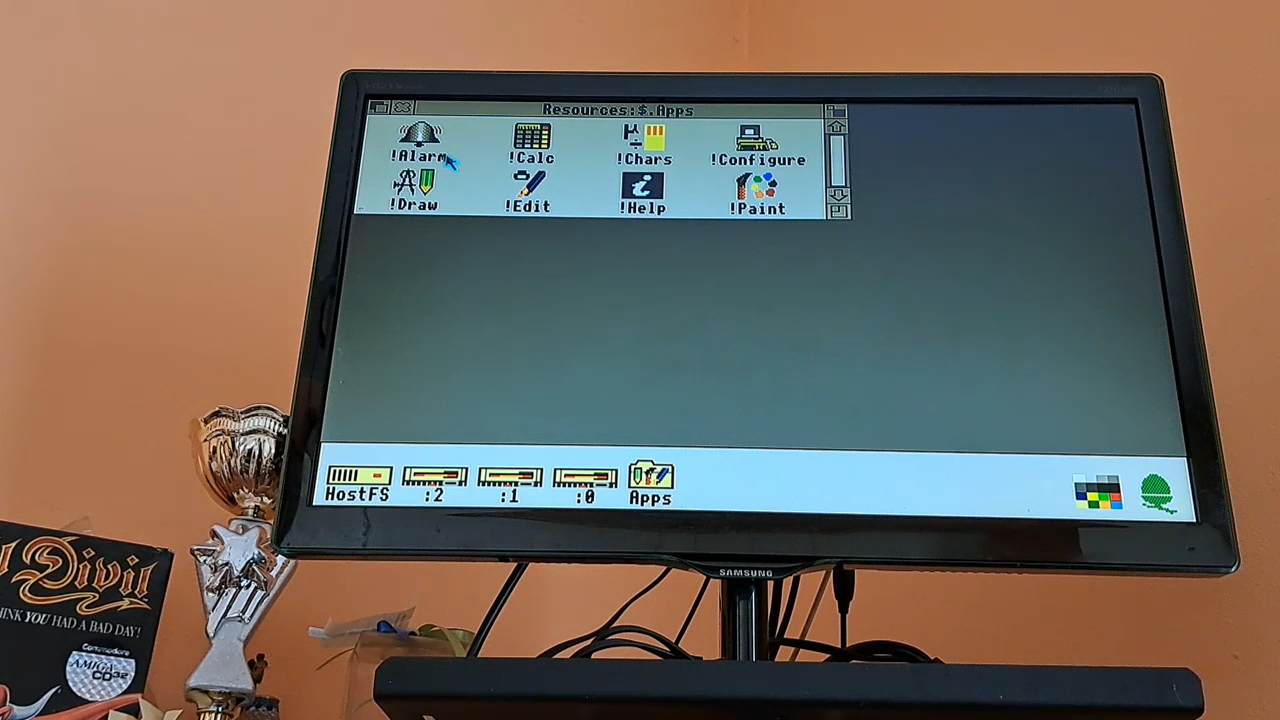 Resources:$.Apps
!Alarm !Calc !Chars !Configure
!Draw !Edit !Help !Paint
HostFS :2 :1 :0 Apps
SAMSUNG
Divil
THINK YOU HAD A BAD DAY!
Commodore
AMIGA
CD32